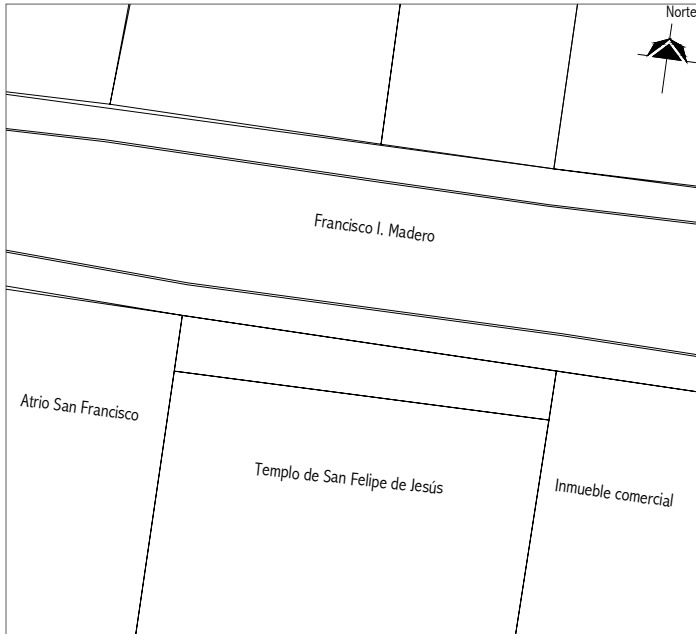 Norte
Francisco I. Madero
Atrio San Francisco
Templo de San Felipe de Jesús
Inmueble comercial